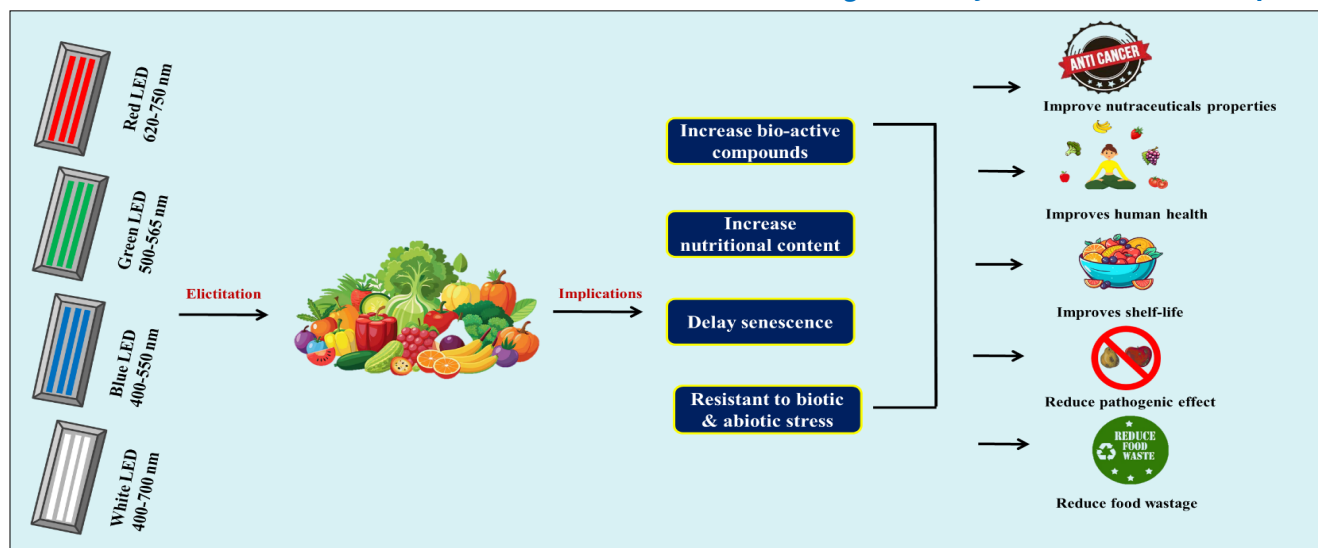 Red LED
620-750 nm
Green LED
500-565 nm
Blue LED
400-550 nm
White LED
400-700 nm
Elictitation
Implications
Increase bio-active
compounds
Increase
nutritional content
Delay senescence
Resistant to biotic
& abiotic stress
ANTI CANCER
Improve nutraceuticals properties
Improves human health
Improves shelf-life
Reduce pathogenic effect
REDUCE
FOOD
WASTE
Reduce food wastage